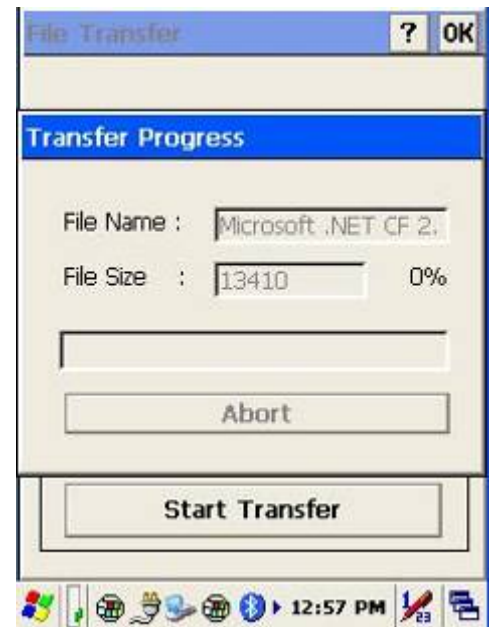 File Transfer ? OK
Transfer Progress
File Name : Microsoft .NET CF 2.
File Size : 13410 0%
Abort
Start Transfer
12:57 PM 23